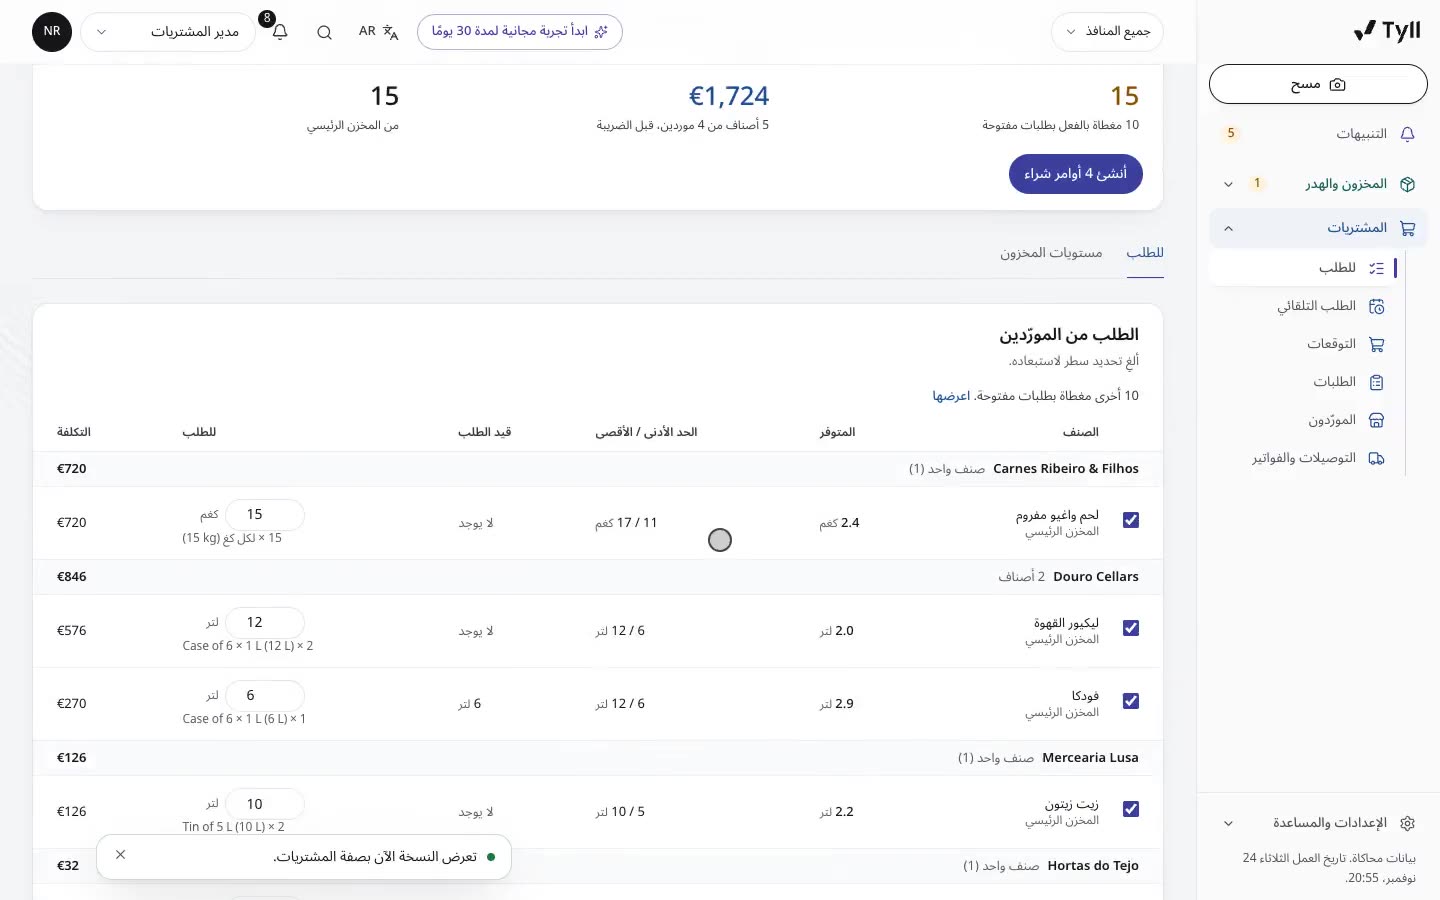 Tyll
جميع المنافذ
ابدأ تجربة مجانية لمدة 30 يومًا
AR
8
مدير المشتريات
NR
مسح
التنبيهات
5
المخزون والهدر
1
المشتريات
للطلب
الطلب التلقائي
التوقعات
الطلبات
المورّدون
التوصيلات والفواتير
الإعدادات والمساعدة
بيانات محاكاة. تاريخ العمل الثلاثاء 24
نوفمبر، 20:55.
15
€1,724
15
10 مغطاة بالفعل بطلبات مفتوحة
5 أصناف من 4 موردين، قبل الضريبة
من المخزن الرئيسي
أنشئ 4 أوامر شراء
للطلب
مستويات المخزون
الطلب من المورّدين
ألغِ تحديد سطر لاستبعاده.
10 أخرى مغطاة بطلبات مفتوحة. اعرضها
الصنف
المتوفر
الحد الأدنى / الأقصى
قيد الطلب
للطلب
التكلفة
Carnes Ribeiro & Filhos صنف واحد (1)
€720
لحم واغيو مفروم
المخزن الرئيسي
2.4 كغم
11 / 17 كغم
لا يوجد
15 كغم
15 × لكل كغ (15 kg)
€720
Douro Cellars 2 أصناف
€846
ليكيور القهوة
المخزن الرئيسي
2.0 لتر
6 / 12 لتر
لا يوجد
12 لتر
Case of 6 × 1 L (12 L) × 2
€576
فودكا
المخزن الرئيسي
2.9 لتر
6 / 12 لتر
6 لتر
6 لتر
Case of 6 × 1 L (6 L) × 1
€270
Mercearia Lusa صنف واحد (1)
€126
زيت زيتون
المخزن الرئيسي
2.2 لتر
5 / 10 لتر
لا يوجد
10 لتر
Tin of 5 L (10 L) × 2
€126
Hortas do Tejo صنف واحد (1)
€32
تعرض النسخة الآن بصفة المشتريات.